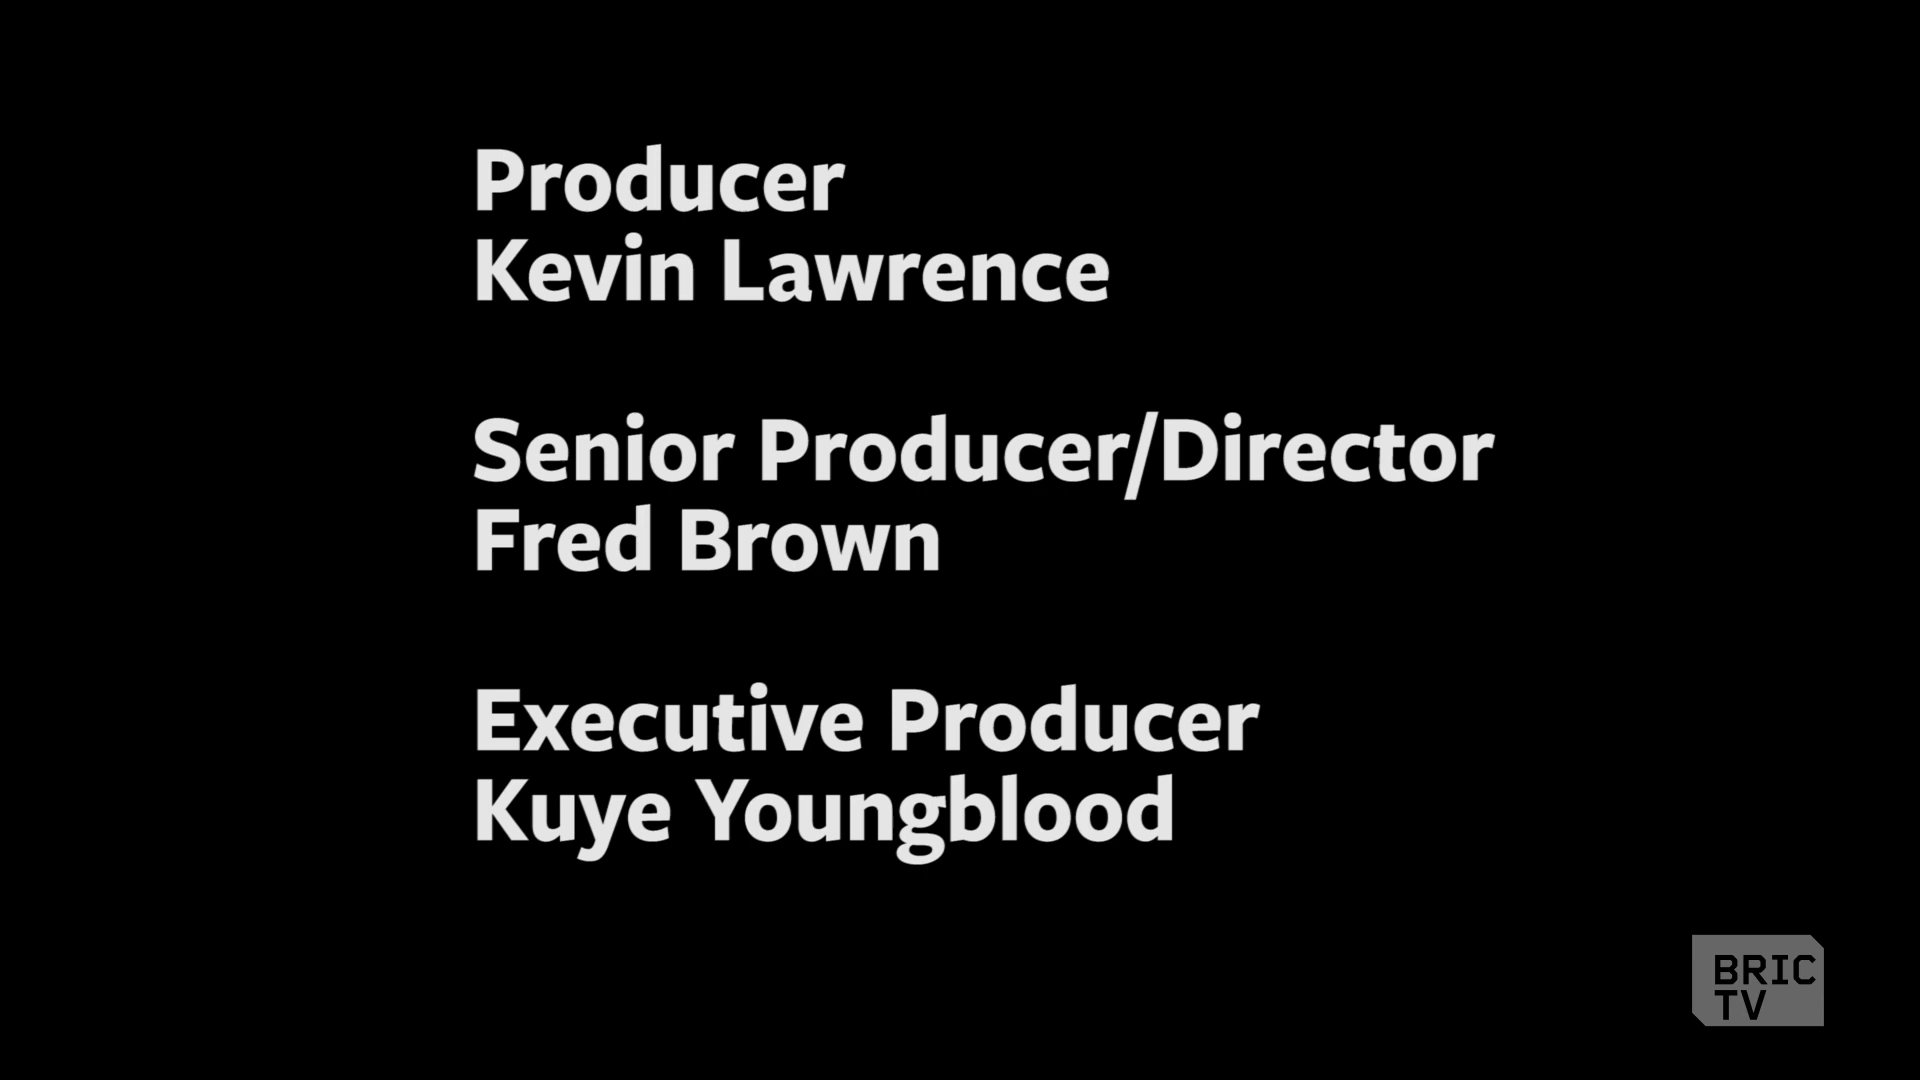 Producer
Kevin Lawrence
Senior Producer/Director
Fred Brown
Executive Producer
Kuye Youngblood
BRIC
TV